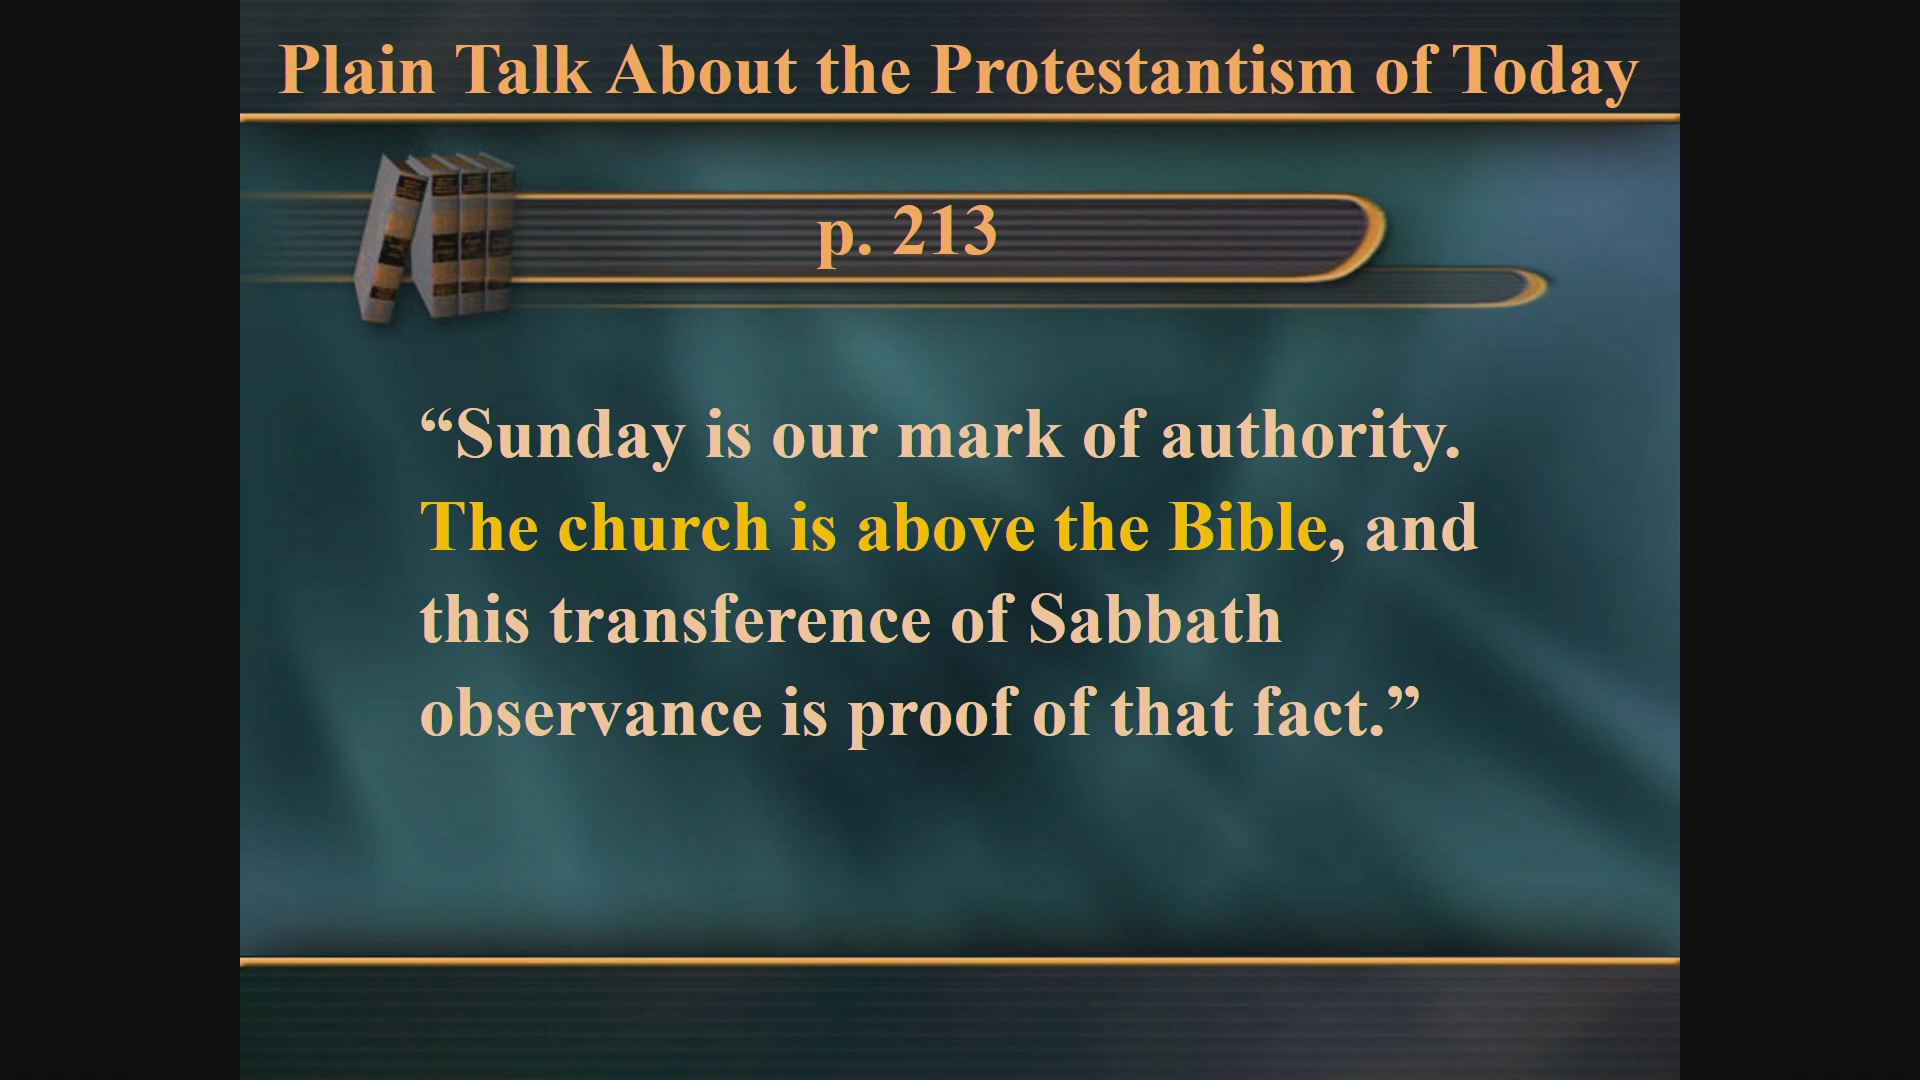 Plain Talk About the Protestantism of Today
p. 213
“Sunday is our mark of authority.
The church is above the Bible, and
this transference of Sabbath
observance is proof of that fact.”